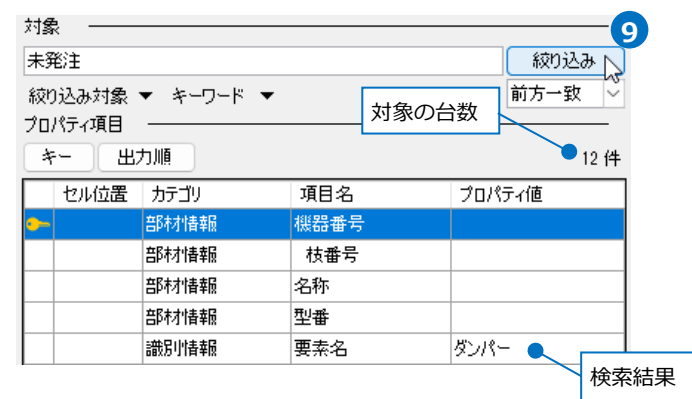 対象
9
未発注
絞り込み
絞り込み対象 ▼ キーワード ▼
前方一致
対象の台数
プロパティ項目
キー 出力順
12 件
セル位置 カテゴリ 項目名 プロパティ値
部材情報 機器番号
部材情報 枝番号
部材情報 名称
部材情報 型番
識別情報 要素名 ダンパー
検索結果